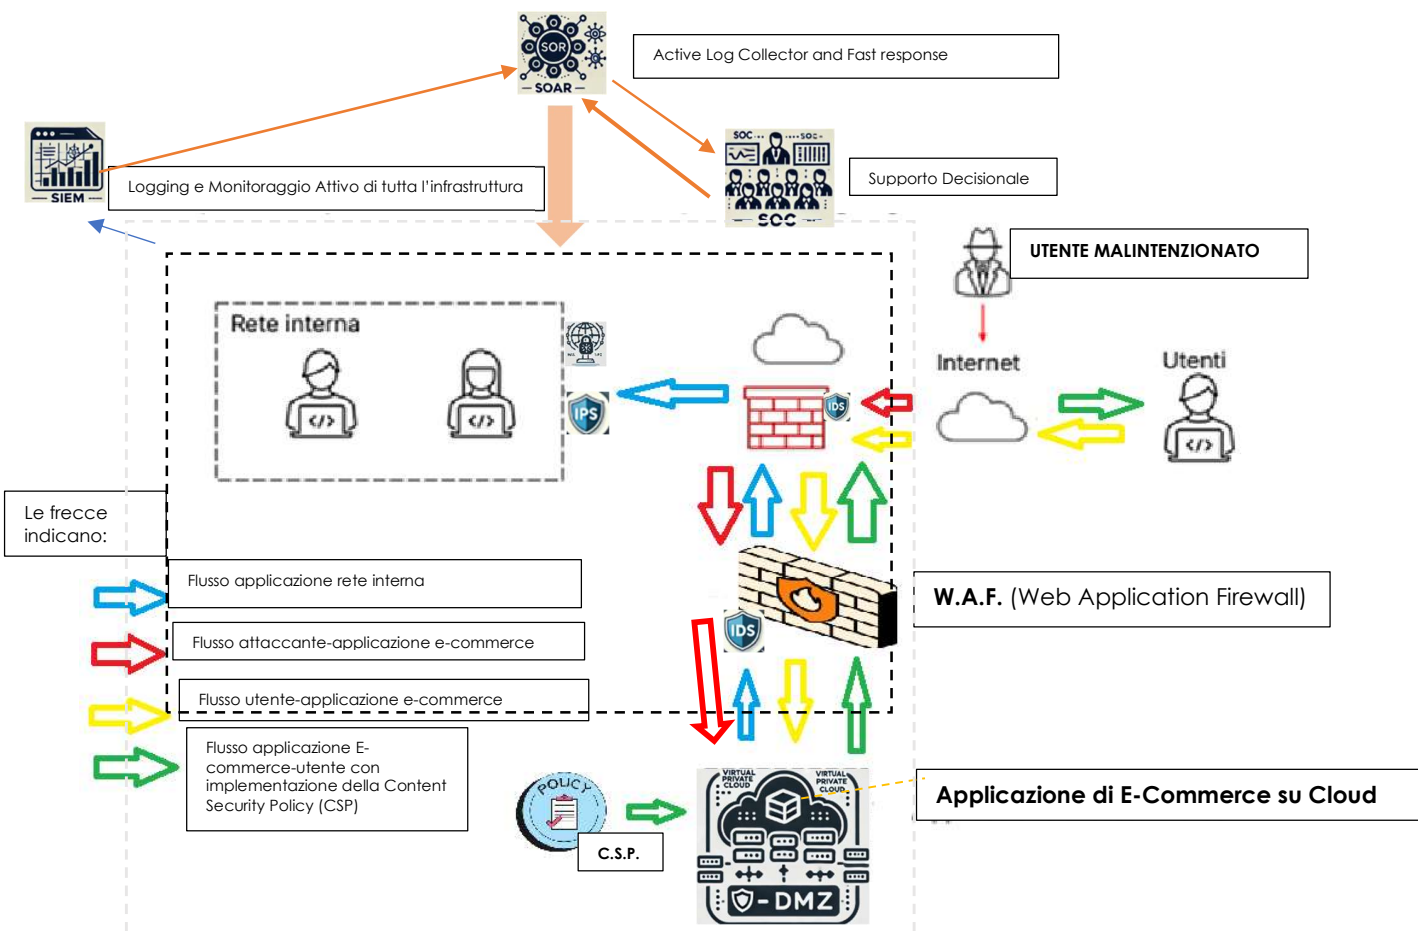 SOR
SOAR
Active Log Collector and Fast response
SIEM
Logging e Monitoraggio Attivo di tutta l'infrastruttura
SOC
SOC
Supporto Decisionale
UTENTE MALINTENZIONATO
Rete interna
Internet
Utenti
IPS
IDS
Le frecce
indicano:
Flusso applicazione rete interna
Flusso attaccante-applicazione e-commerce
Flusso utente-applicazione e-commerce
Flusso applicazione E-
commerce-utente con
implementazione della Content
Security Policy (CSP)
IDS
W.A.F. (Web Application Firewall)
POLICY
C.S.P.
VIRTUAL
PRIVATE
CLOUD
VIRTUAL
PRIVATE
CLOUD
- DMZ
Applicazione di E-Commerce su Cloud